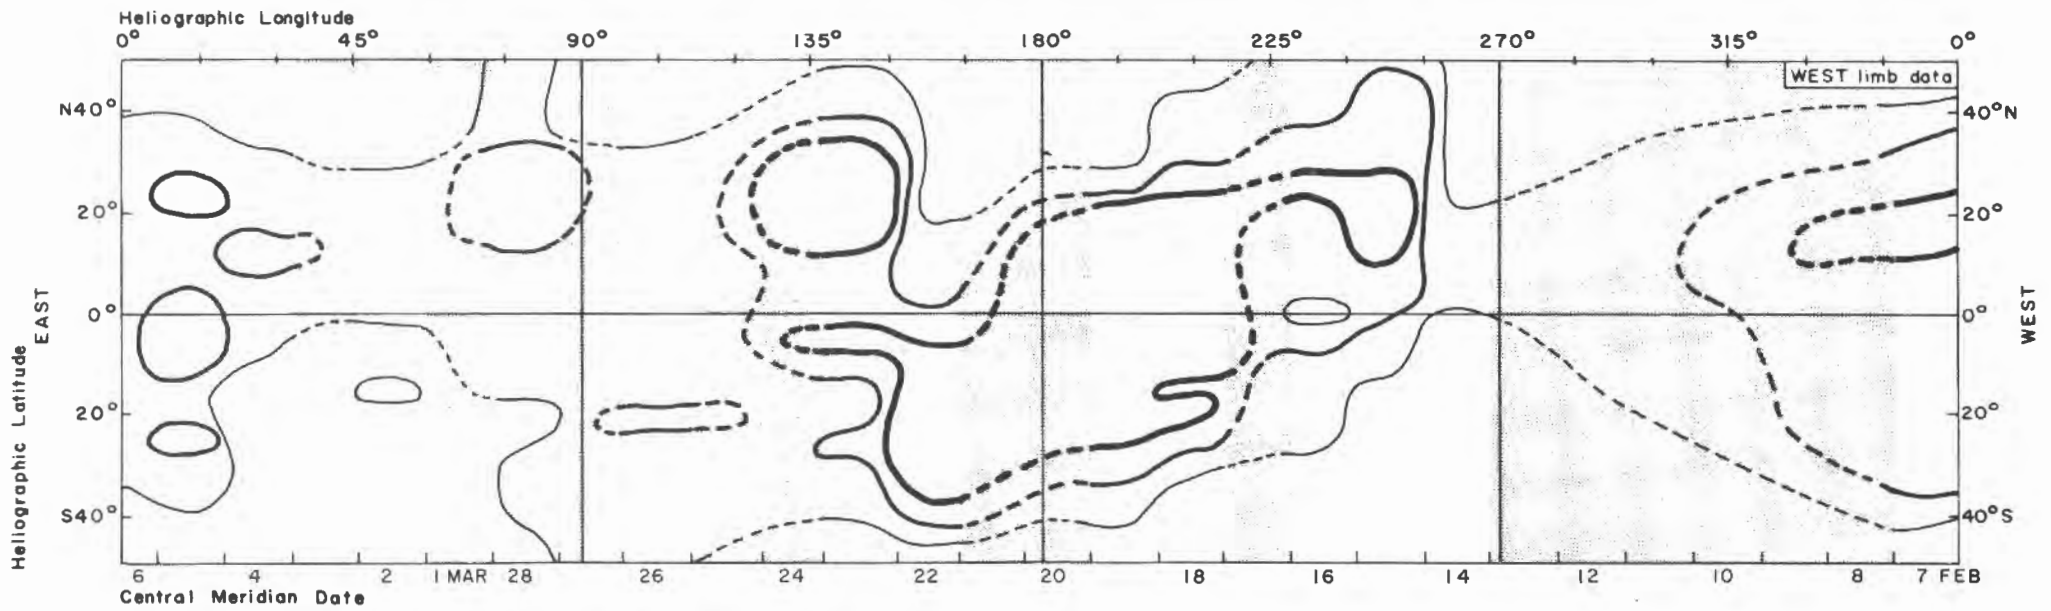 Heliographic Longitude
0° 45° 90° 135° 180° 225° 270° 315° 0°
WEST limb data
N40° 40°N
20° 20°
0° 0°
20° 20°
S40° 40°S
EAST
WEST
Heliographic Latitude
6 4 2 1 MAR 28 26 24 22 20 18 16 14 12 10 8 7 FEB
Central Meridian Date